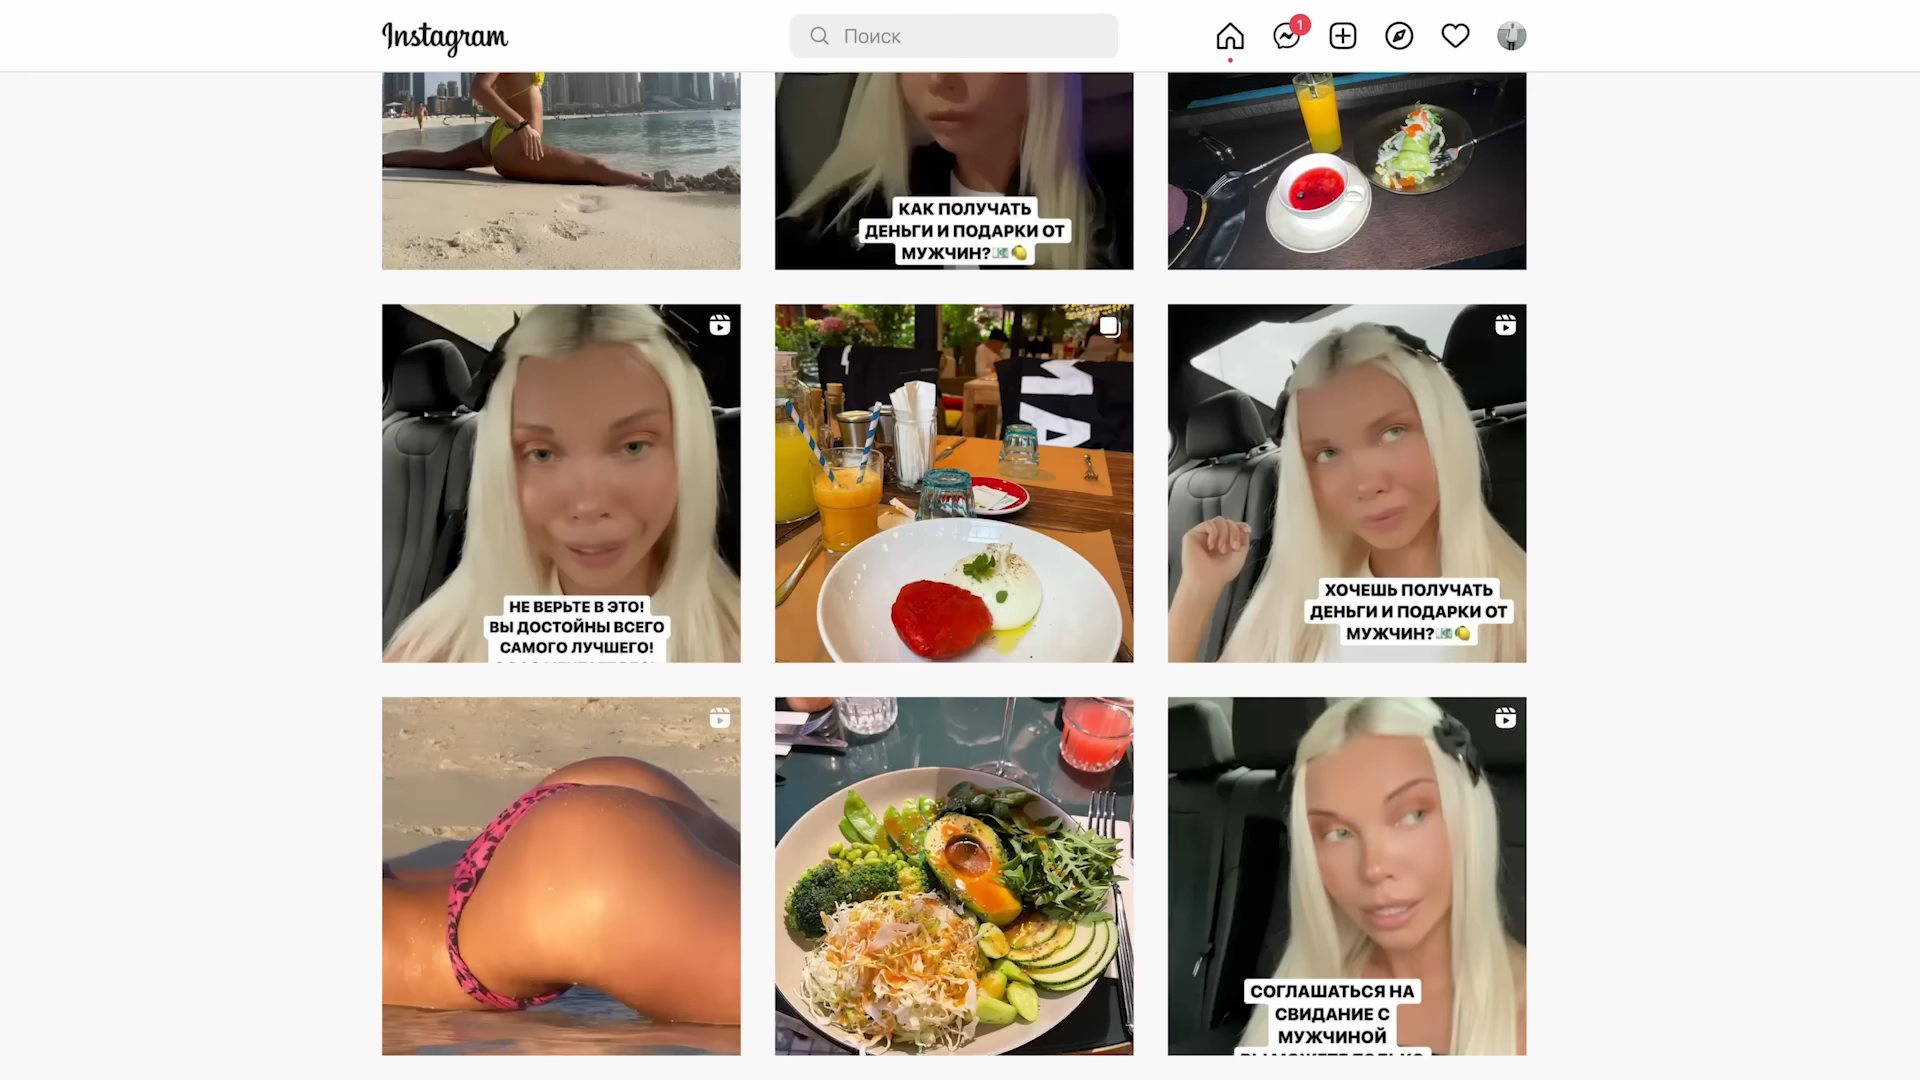 Instagram
Поиск
1
КАК ПОЛУЧАТЬ
ДЕНЬГИ И ПОДАРКИ ОТ
МУЖЧИН?💵🍋
НЕ ВЕРЬТЕ В ЭТО!
ВЫ ДОСТОЙНЫ ВСЕГО
САМОГО ЛУЧШЕГО!
ХОЧЕШЬ ПОЛУЧАТЬ
ДЕНЬГИ И ПОДАРКИ ОТ
МУЖЧИН?💵🍋
СОГЛАШАТЬСЯ НА
СВИДАНИЕ С
МУЖЧИНОЙ